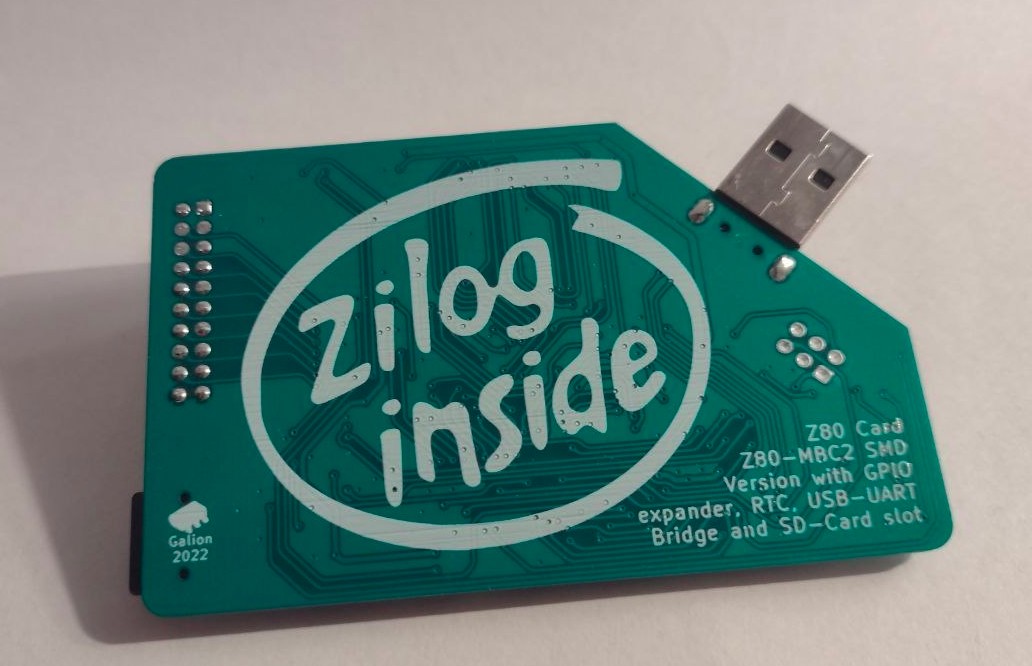 zilog
inside
Z80 Card
Z80-MBC2 SMD
Version with GPIO
expander, RTC, USB-UART
Bridge and SD-Card slot
Galion
2022